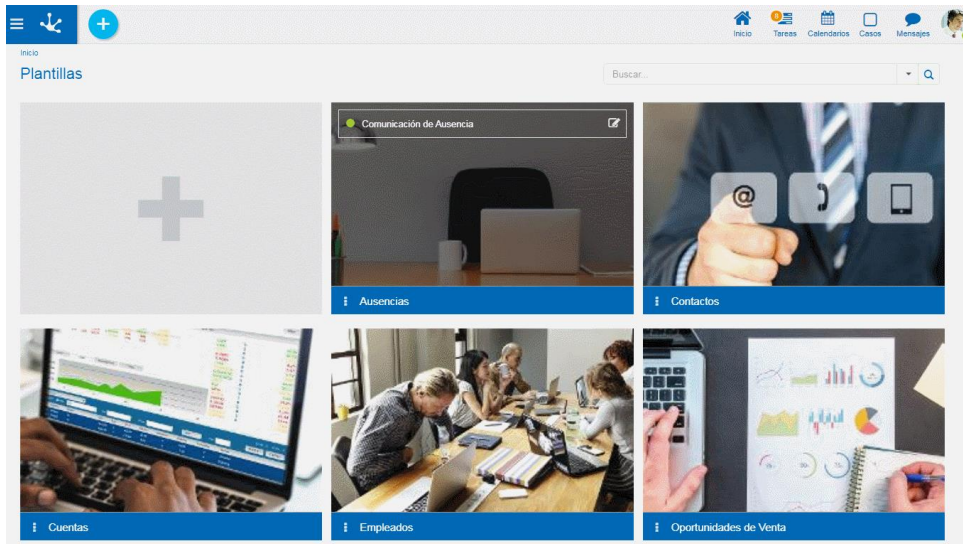 Inicio
Tareas
Calendarios
Casos
Mensajes
Inicio
Plantillas
Buscar...
Comunicación de Ausencia
@
Ausencias
Contactos
Cuentas
Empleados
Oportunidades de Venta